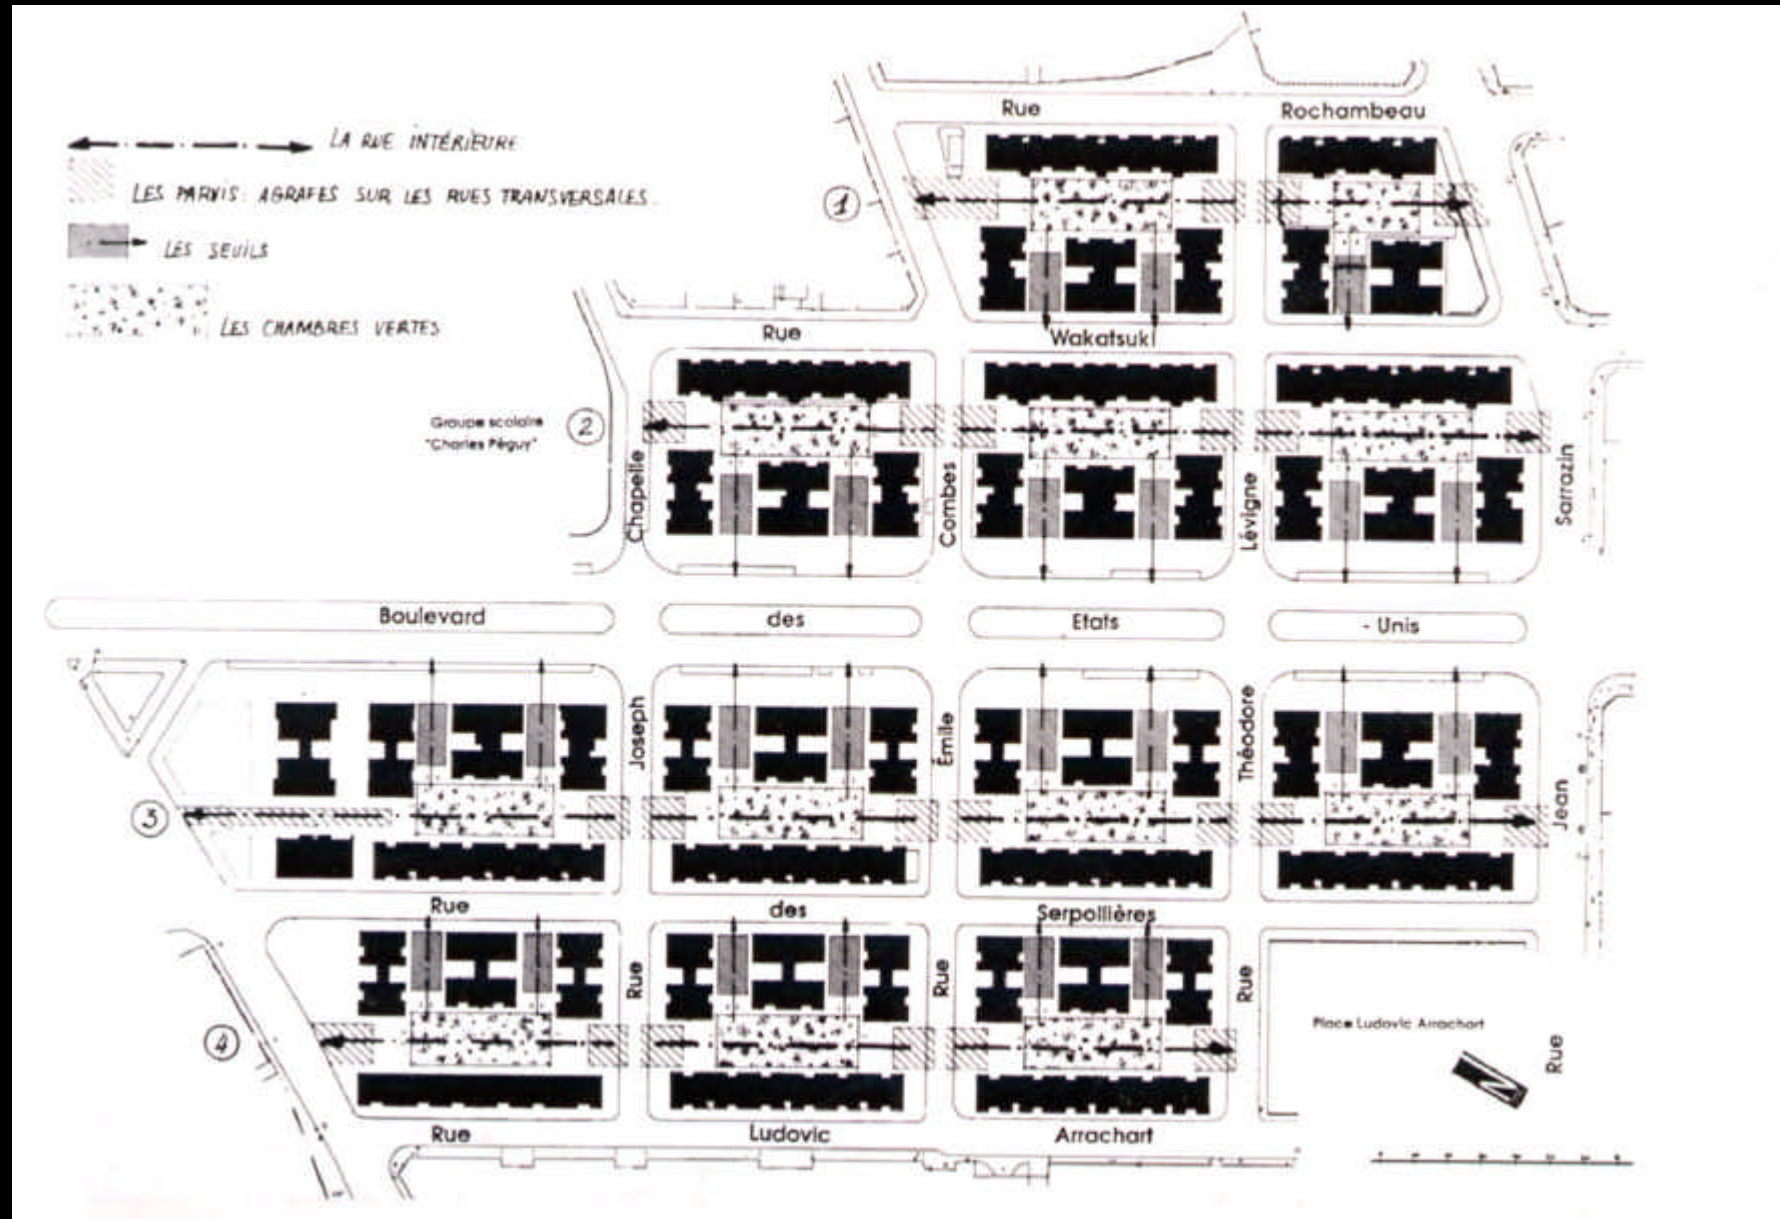 LA RUE INTÉRIEURE
LES PARVIS: AGRAFES SUR LES RUES TRANSVERSALES.
LES SEUILS
LES CHAMBRES VERTES
Rue Rochambeau
1
Rue Wakatsuki
Groupe scolaire
"Charles Péguy"
2
Chapelle
Combes
Lévigne
Sarrazin
Boulevard des Etats - Unis
Joseph
Émile
Théodore
Jean
3
Rue des Serpollières
Rue
Rue
Rue
Rue
4
Place Ludovic Arrachart
N
Rue Ludovic Arrachart